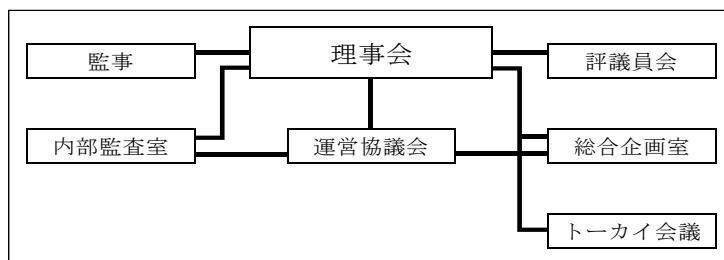 監事
理事会
評議員会
内部監査室
運営協議会
総合企画室
トーカイ会議